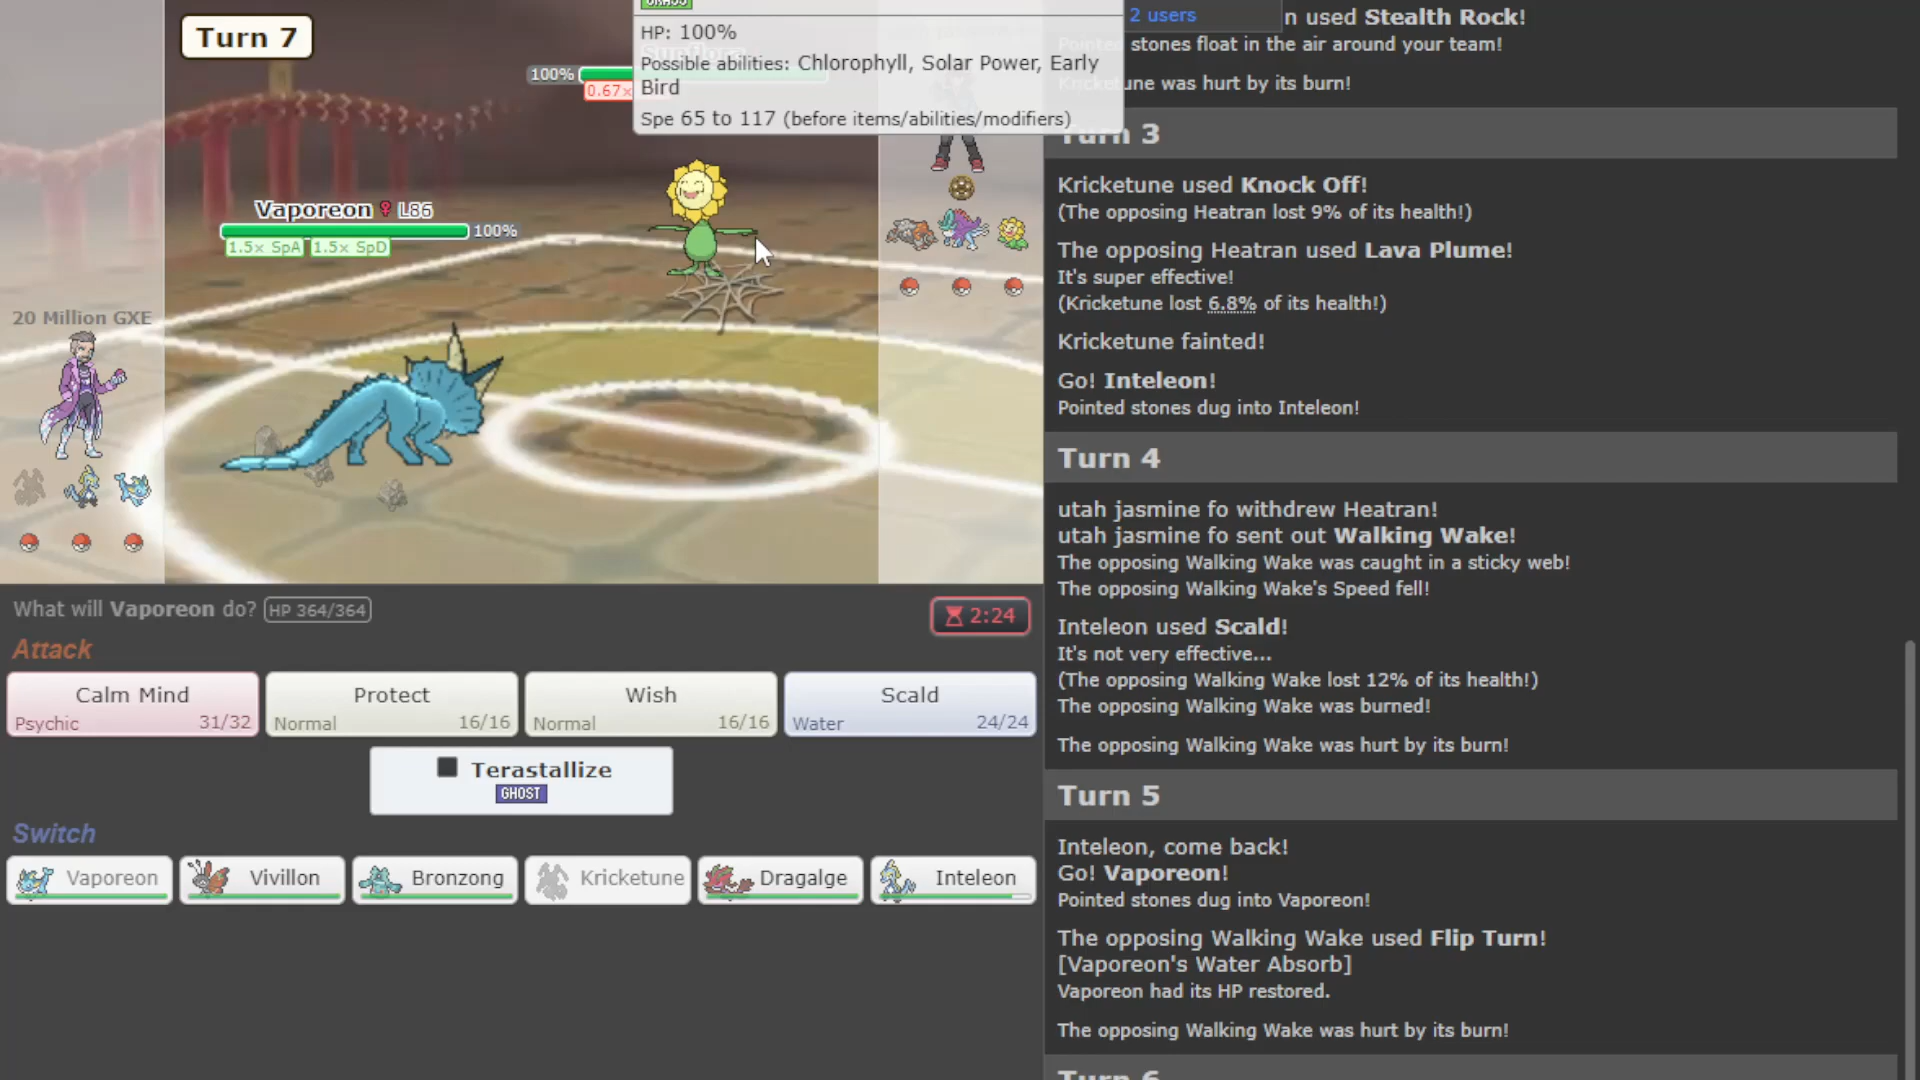 Turn 7
GRASS
HP: 100%
Possible abilities: Chlorophyll, Solar Power, Early
Bird
Spe 65 to 117 (before items/abilities/modifiers)
100%
0.67×
Vaporeon ♀ L86
100%
1.5× SpA 1.5× SpD
20 Million GXE
What will Vaporeon do? HP 364/364
2:24
Attack
Calm Mind
Psychic 31/32
Protect
Normal 16/16
Wish
Normal 16/16
Scald
Water 24/24
Terastallize
GHOST
Switch
Vaporeon
Vivillon
Bronzong
Kricketune
Dragalge
Inteleon
2 users
n used Stealth Rock!
Pointed stones float in the air around your team!
Kricketune was hurt by its burn!
Turn 3
Kricketune used Knock Off!
(The opposing Heatran lost 9% of its health!)
The opposing Heatran used Lava Plume!
It's super effective!
(Kricketune lost 6.8% of its health!)
Kricketune fainted!
Go! Inteleon!
Pointed stones dug into Inteleon!
Turn 4
utah jasmine fo withdrew Heatran!
utah jasmine fo sent out Walking Wake!
The opposing Walking Wake was caught in a sticky web!
The opposing Walking Wake's Speed fell!
Inteleon used Scald!
It's not very effective...
(The opposing Walking Wake lost 12% of its health!)
The opposing Walking Wake was burned!
The opposing Walking Wake was hurt by its burn!
Turn 5
Inteleon, come back!
Go! Vaporeon!
Pointed stones dug into Vaporeon!
The opposing Walking Wake used Flip Turn!
[Vaporeon's Water Absorb]
Vaporeon had its HP restored.
The opposing Walking Wake was hurt by its burn!
Turn 6